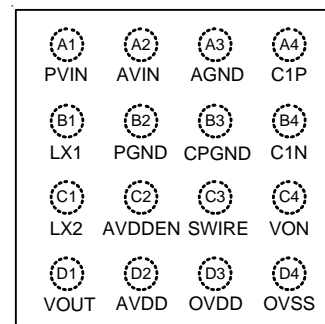 A1 A2 A3 A4
PVIN AVIN AGND C1P
B1 B2 B3 B4
LX1 PGND CPGND C1N
C1 C2 C3 C4
LX2 AVDDEN SWIRE VON
D1 D2 D3 D4
VOUT AVDD OVDD OVSS